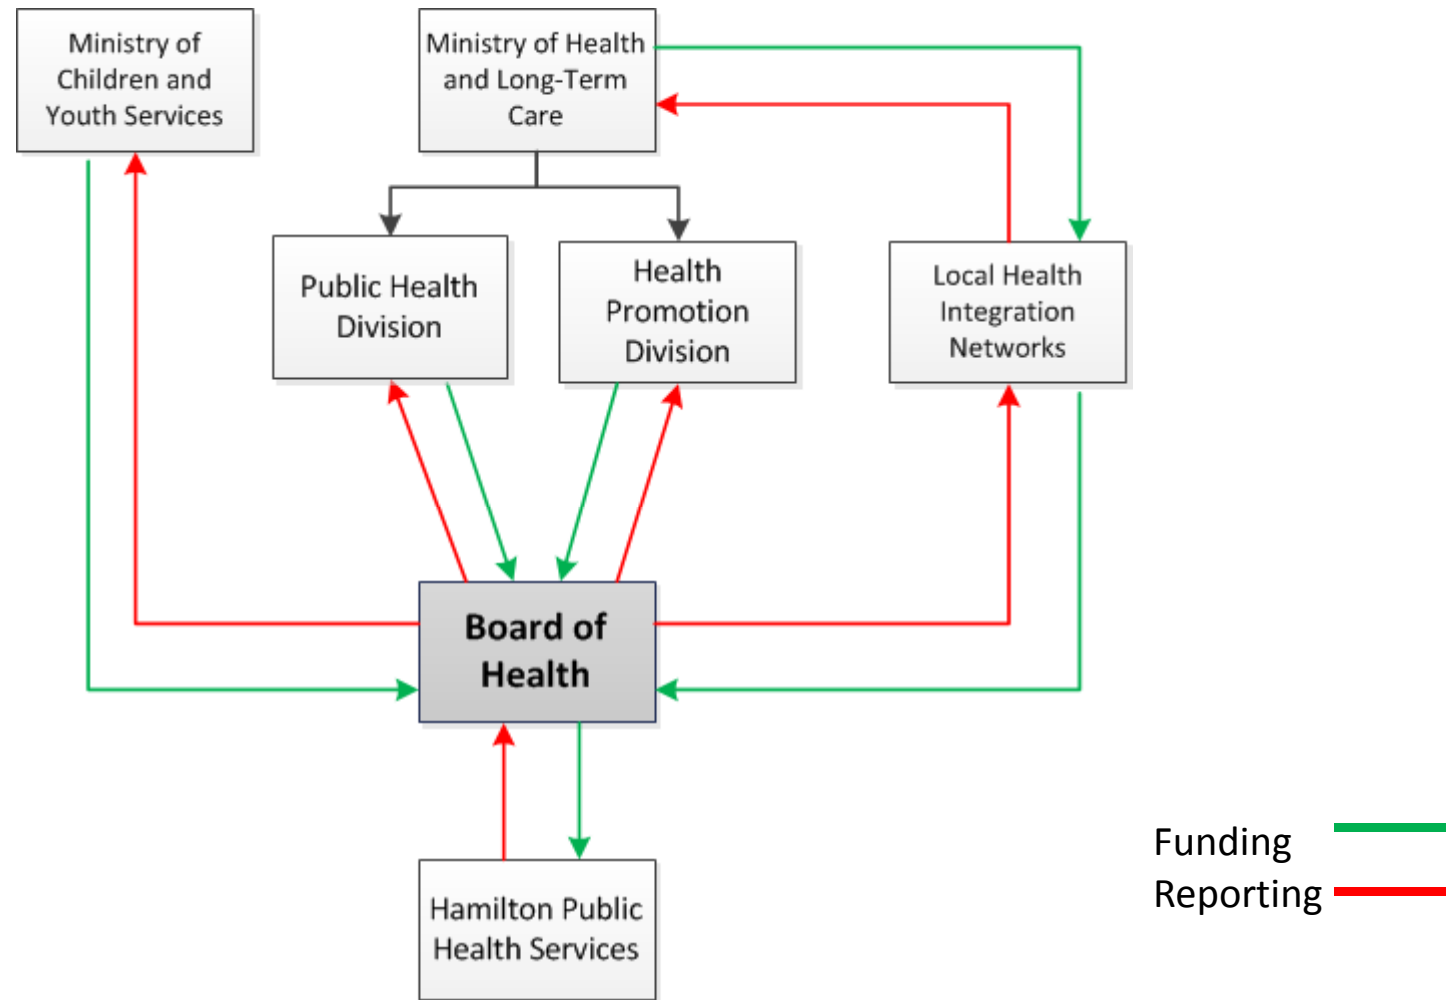 Ministry of
Children and
Youth Services
Ministry of Health
and Long-Term
Care
Public Health
Division
Health
Promotion
Division
Local Health
Integration
Networks
Board of
Health
Hamilton Public
Health Services
Funding
Reporting